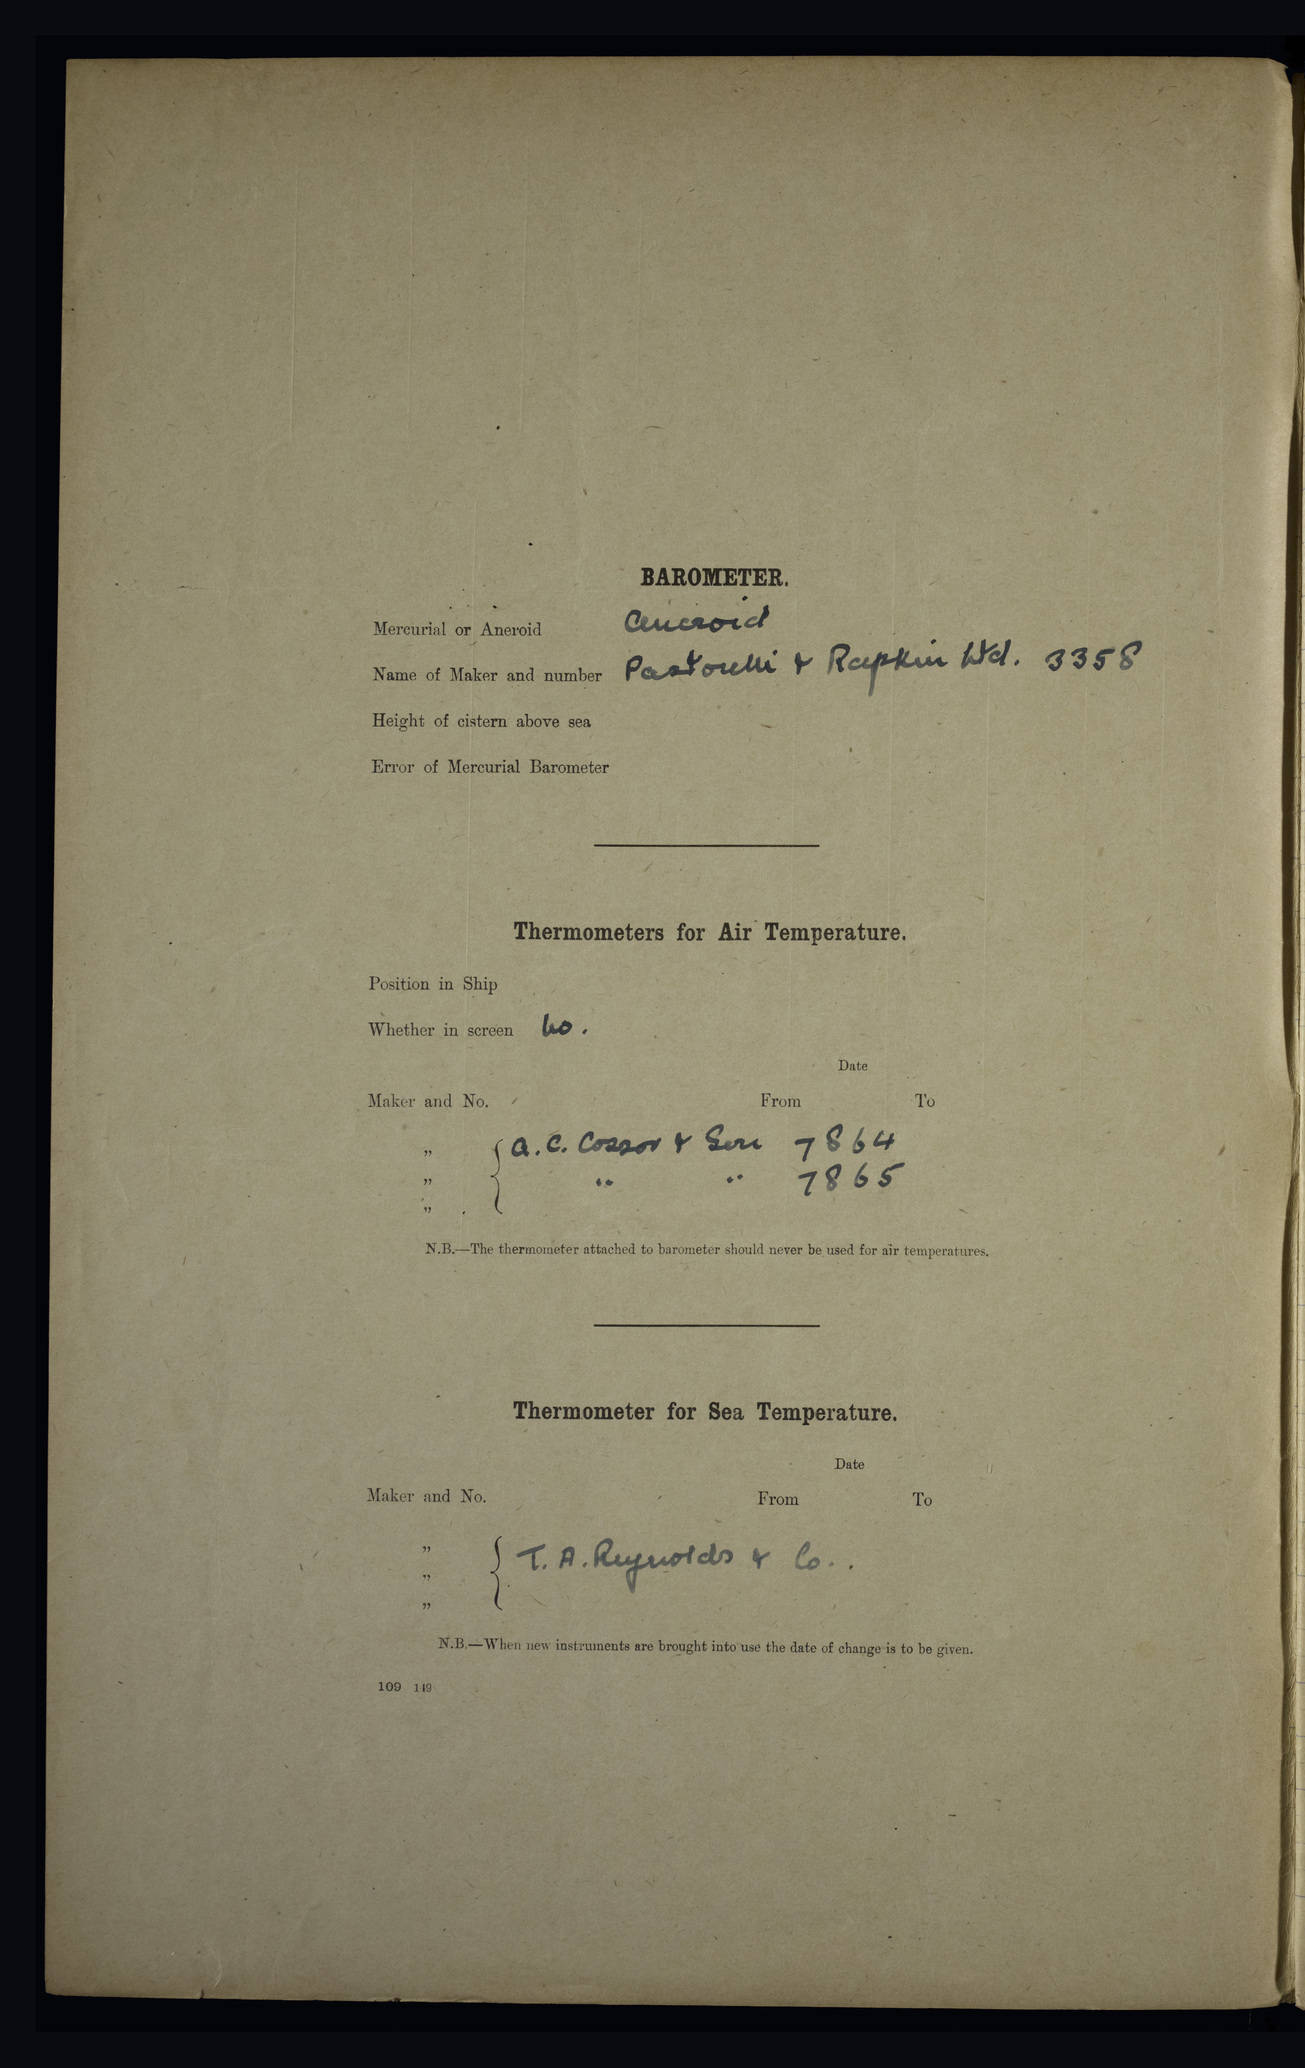 BAROMETER.
Mercurial or Aneroid Aneroid
Name of Maker and number Pastorelli & Rapkin Ltd. 3358
Height of cistern above sea
Error of Mercurial Barometer
Thermometers for Air Temperature.
Position in Ship
Whether in screen No.
Date
Maker and No. From To
„ A. C. Cossor & Son 7864
„ „ „ 7865
„
N.B.—The thermometer attached to barometer should never be used for air temperatures.
Thermometer for Sea Temperature.
Date
Maker and No. From To
„
„ T. A. Reynolds & Co..
„
N.B.—When new instruments are brought into use the date of change is to be given.
109 149